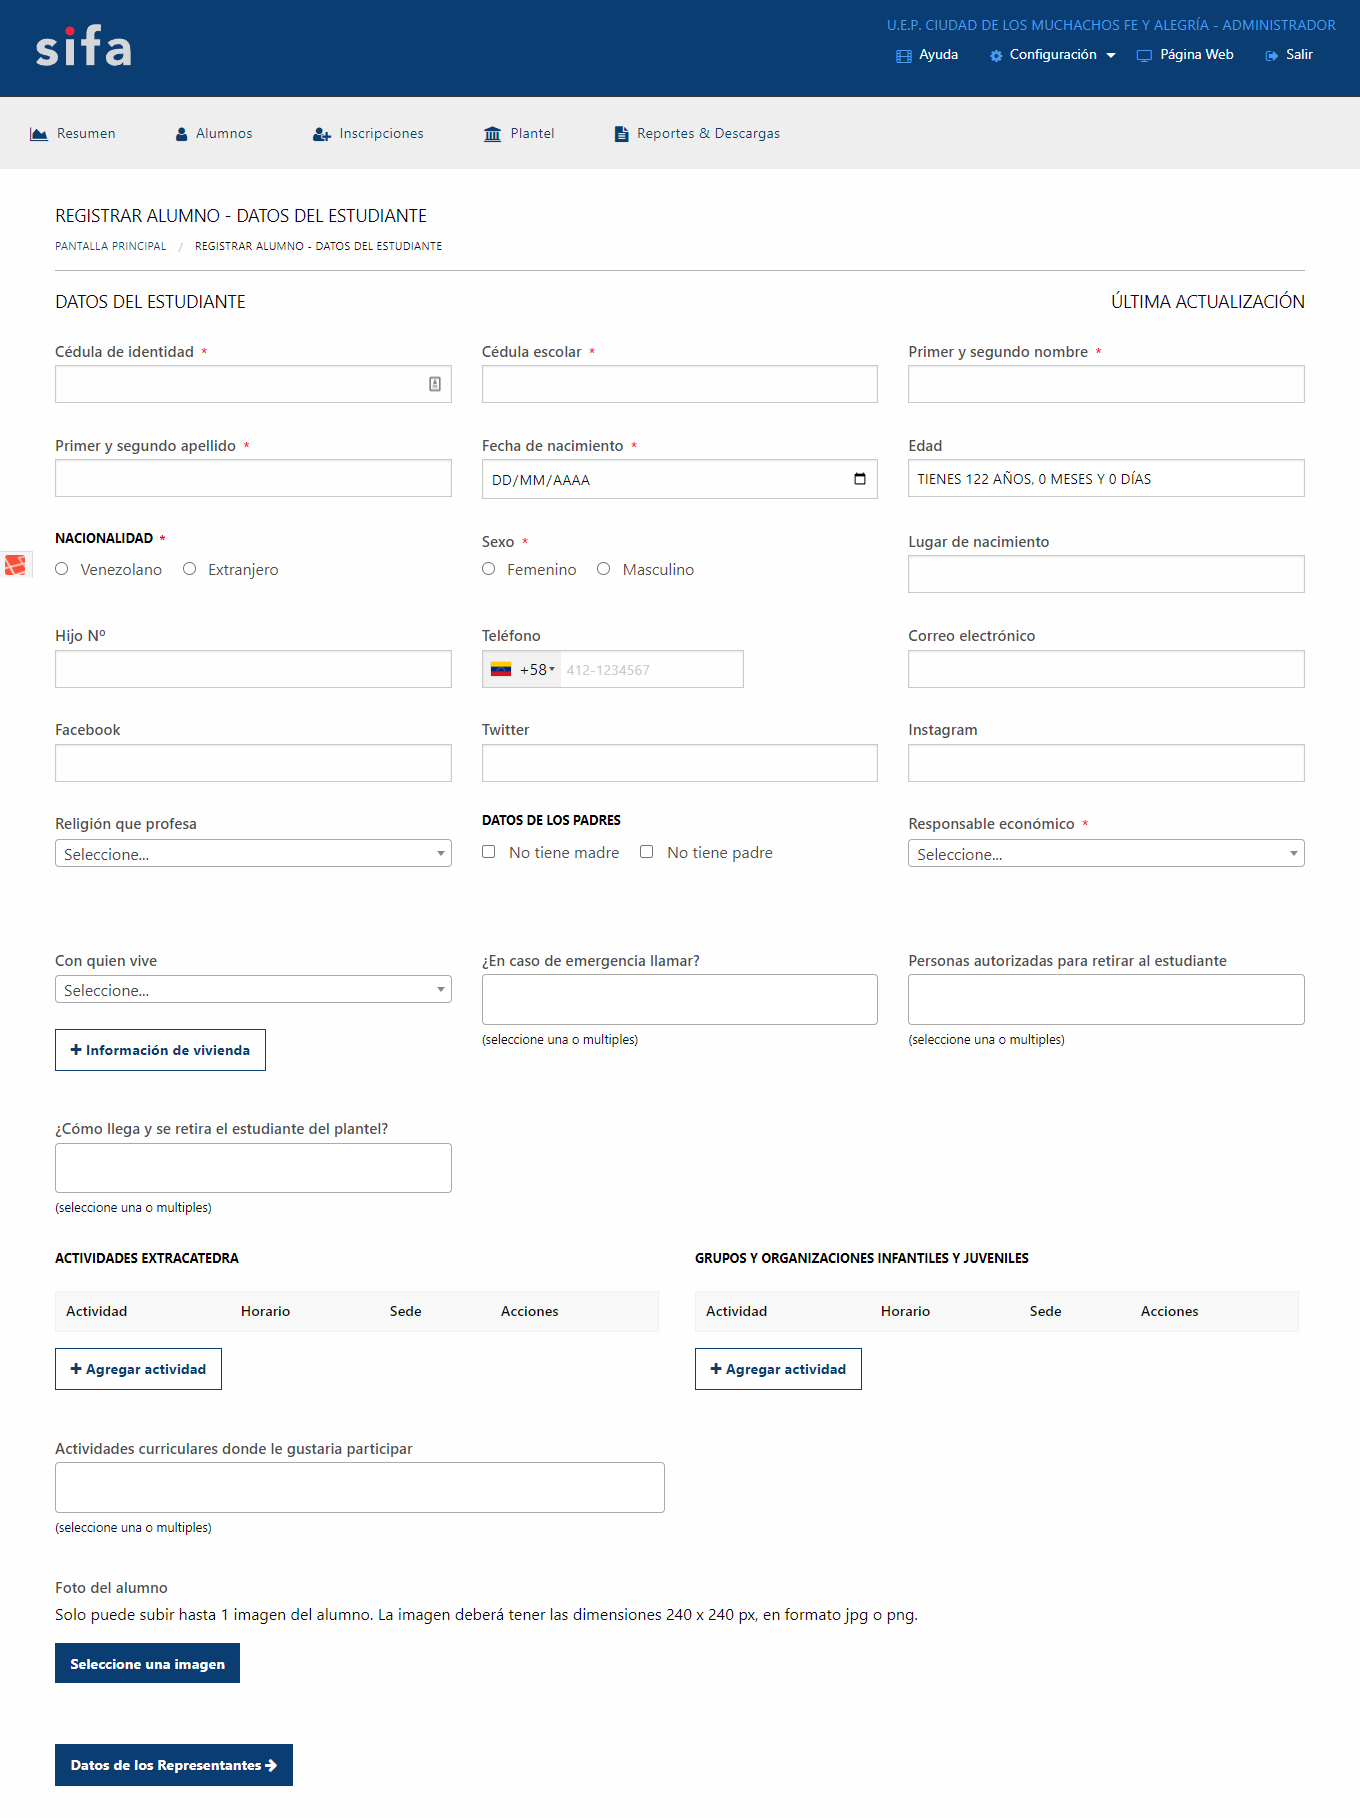 sifa
U.E.P. CIUDAD DE LOS MUCHACHOS FE Y ALEGRÍA - ADMINISTRADOR
Ayuda Configuración Página Web Salir
Resumen Alumnos Inscripciones Plantel Reportes & Descargas
REGISTRAR ALUMNO - DATOS DEL ESTUDIANTE
PANTALLA PRINCIPAL / REGISTRAR ALUMNO - DATOS DEL ESTUDIANTE
DATOS DEL ESTUDIANTE ÚLTIMA ACTUALIZACIÓN
Cédula de identidad * Cédula escolar * Primer y segundo nombre *
Primer y segundo apellido * Fecha de nacimiento * Edad
DD/MM/AAAA TIENES 122 AÑOS, 0 MESES Y 0 DÍAS
NACIONALIDAD * Sexo * Lugar de nacimiento
Venezolano Extranjero Femenino Masculino
Hijo Nº Teléfono Correo electrónico
+58 412-1234567
Facebook Twitter Instagram
Religión que profesa DATOS DE LOS PADRES Responsable económico *
Seleccione... No tiene madre No tiene padre Seleccione...
Con quien vive ¿En caso de emergencia llamar? Personas autorizadas para retirar al estudiante
Seleccione...
(seleccione una o multiples) (seleccione una o multiples)
+ Información de vivienda
¿Cómo llega y se retira el estudiante del plantel?
(seleccione una o multiples)
ACTIVIDADES EXTRACATEDRA GRUPOS Y ORGANIZACIONES INFANTILES Y JUVENILES
Actividad Horario Sede Acciones Actividad Horario Sede Acciones
+ Agregar actividad + Agregar actividad
Actividades curriculares donde le gustaria participar
(seleccione una o multiples)
Foto del alumno
Solo puede subir hasta 1 imagen del alumno. La imagen deberá tener las dimensiones 240 x 240 px, en formato jpg o png.
Seleccione una imagen
Datos de los Representantes →